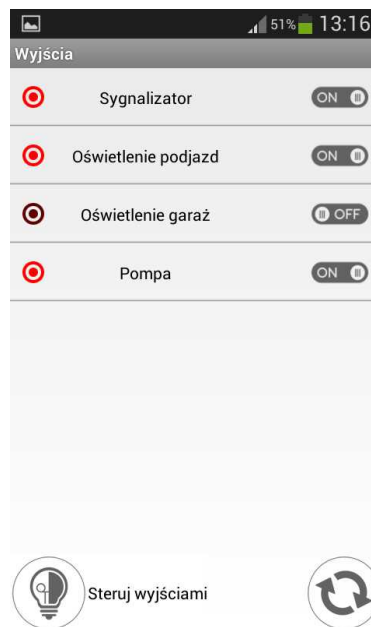 51% 13:16
Wyjścia
Sygnalizator ON
Oświetlenie podjazd ON
Oświetlenie garaż OFF
Pompa ON
Steruj wyjściami